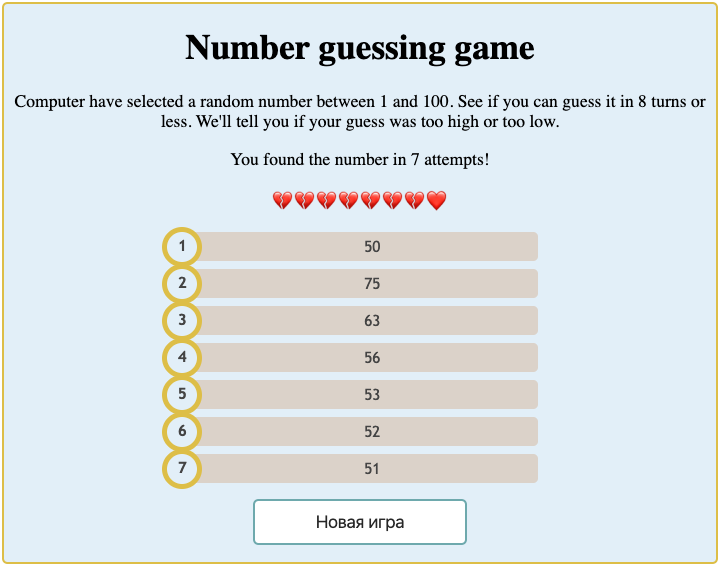 Number guessing game
Computer have selected a random number between 1 and 100. See if you can guess it in 8 turns or
less. We'll tell you if your guess was too high or too low.
You found the number in 7 attempts!
1 50
2 75
3 63
4 56
5 53
6 52
7 51
Новая игра